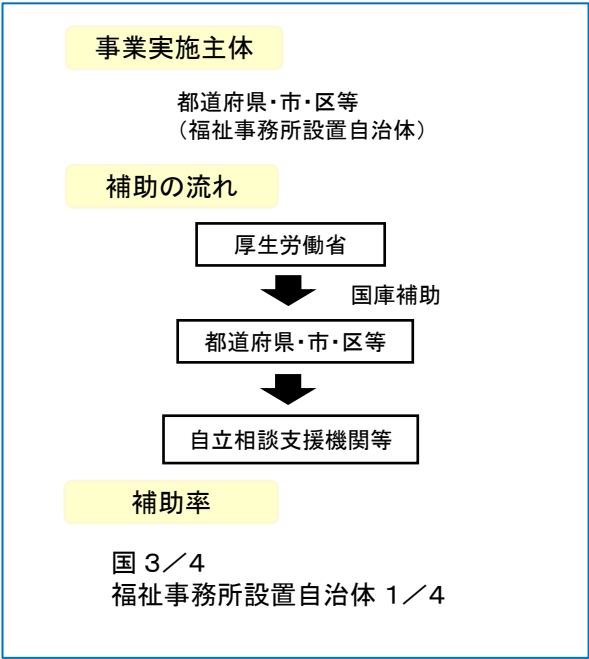 事業実施主体
都道府県・市・区等
（福祉事務所設置自治体）
補助の流れ
厚生労働省
国庫補助
都道府県・市・区等
自立相談支援機関等
補助率
国 ３／４
福祉事務所設置自治体 １／４